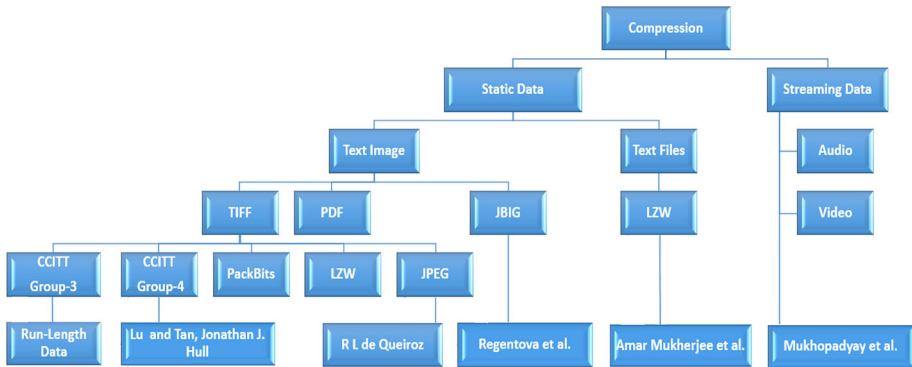 Compression
Static Data
Streaming Data
Text Image
Text Files
Audio
TIFF
PDF
JBIG
LZW
Video
CCITT
Group-3
CCITT
Group-4
PackBits
LZW
JPEG
Run-Length
Data
Lu and Tan, Jonathan J.
Hull
R L de Queiroz
Regentova et al.
Amar Mukherjee et al.
Mukhopadyay et al.